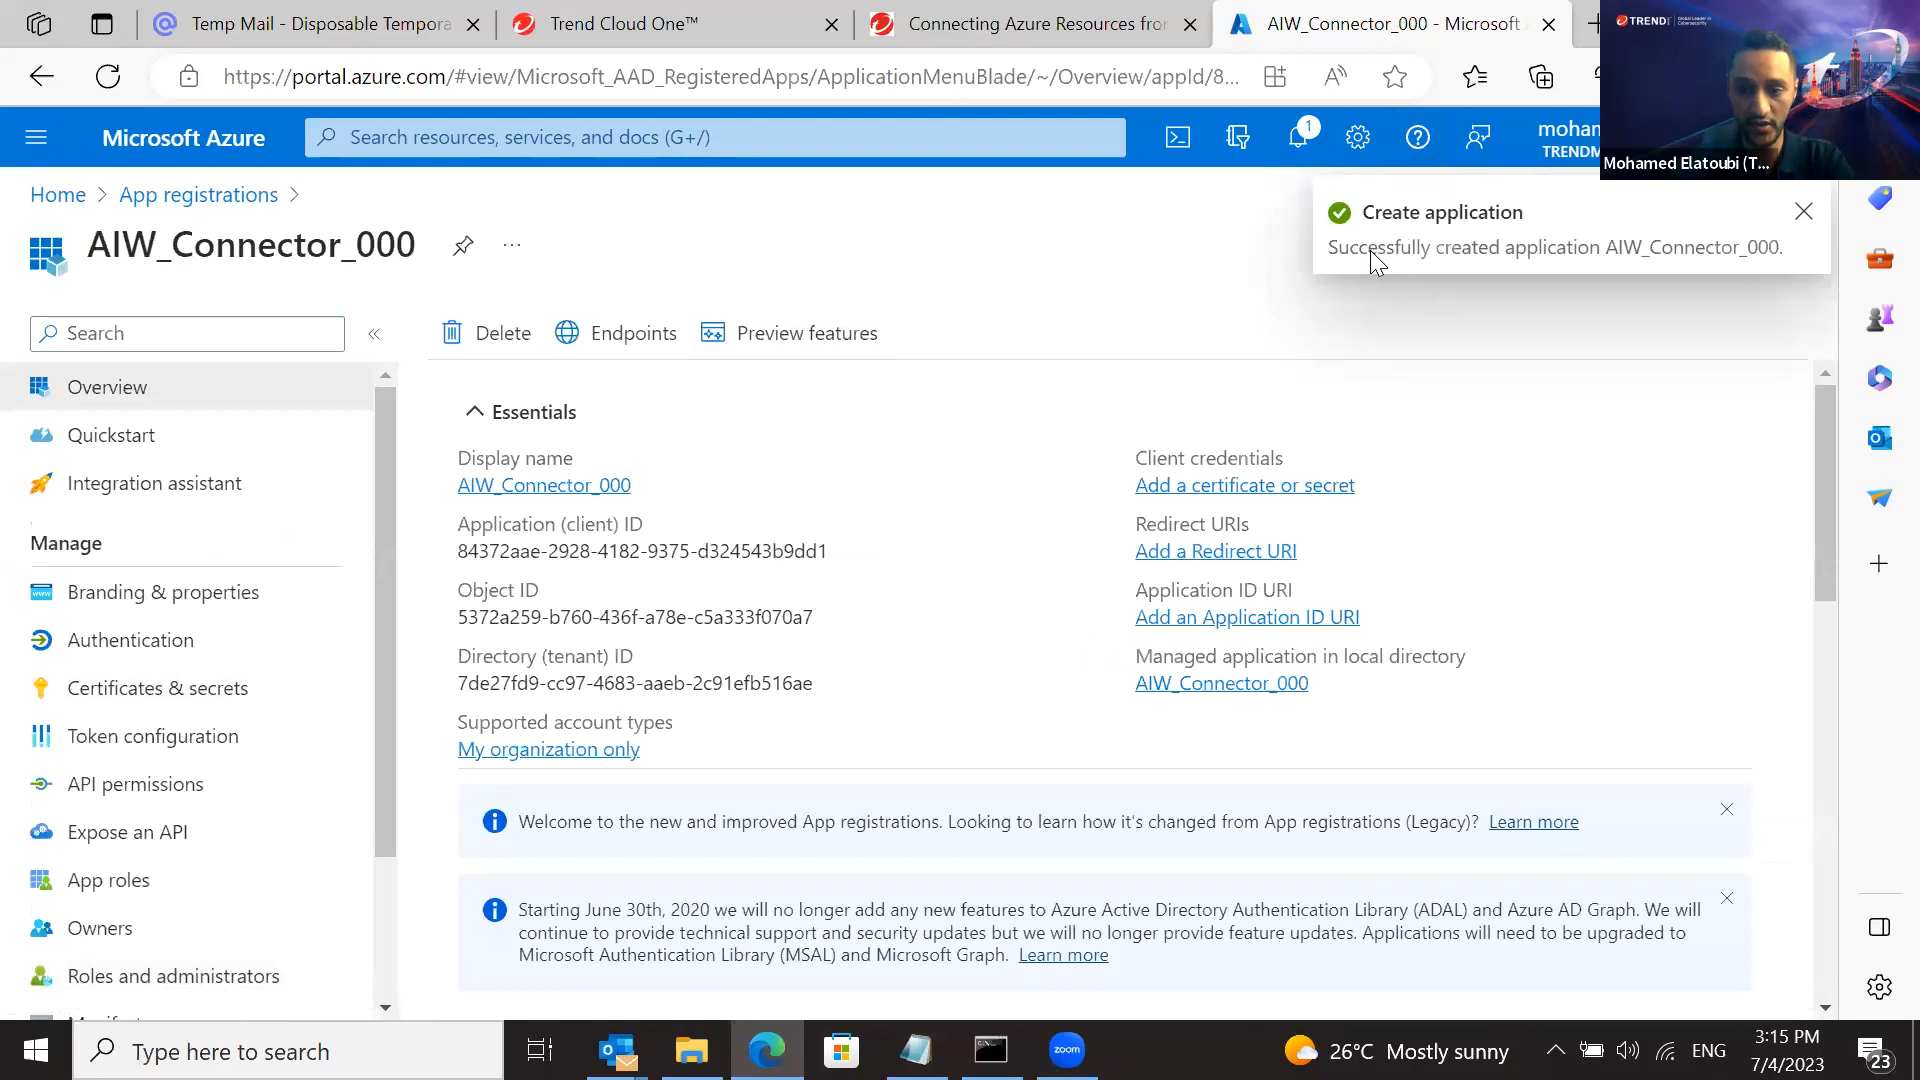 Temp Mail - Disposable Tempora
Trend Cloud One™
Connecting Azure Resources fror
AIW_Connector_000 - Microsoft
https://portal.azure.com/#view/Microsoft_AAD_RegisteredApps/ApplicationMenuBlade/~/Overview/appId/8...
TREND
Mohamed Elatoubi (T...
Microsoft Azure
Search resources, services, and docs (G+/)
1
moham
TRENDM
Home > App registrations >
AIW_Connector_000
Create application
Successfully created application AIW_Connector_000.
Search
Delete
Endpoints
Preview features
Overview
Quickstart
Integration assistant
Manage
Branding & properties
Authentication
Certificates & secrets
Token configuration
API permissions
Expose an API
App roles
Owners
Roles and administrators
Essentials
Display name
AIW_Connector_000
Application (client) ID
84372aae-2928-4182-9375-d324543b9dd1
Object ID
5372a259-b760-436f-a78e-c5a333f070a7
Directory (tenant) ID
7de27fd9-cc97-4683-aaeb-2c91efb516ae
Supported account types
My organization only
Client credentials
Add a certificate or secret
Redirect URIs
Add a Redirect URI
Application ID URI
Add an Application ID URI
Managed application in local directory
AIW_Connector_000
Welcome to the new and improved App registrations. Looking to learn how it's changed from App registrations (Legacy)? Learn more
Starting June 30th, 2020 we will no longer add any new features to Azure Active Directory Authentication Library (ADAL) and Azure AD Graph. We will
continue to provide technical support and security updates but we will no longer provide feature updates. Applications will need to be upgraded to
Microsoft Authentication Library (MSAL) and Microsoft Graph. Learn more
Type here to search
zoom
26°C Mostly sunny
ENG
3:15 PM
7/4/2023
23